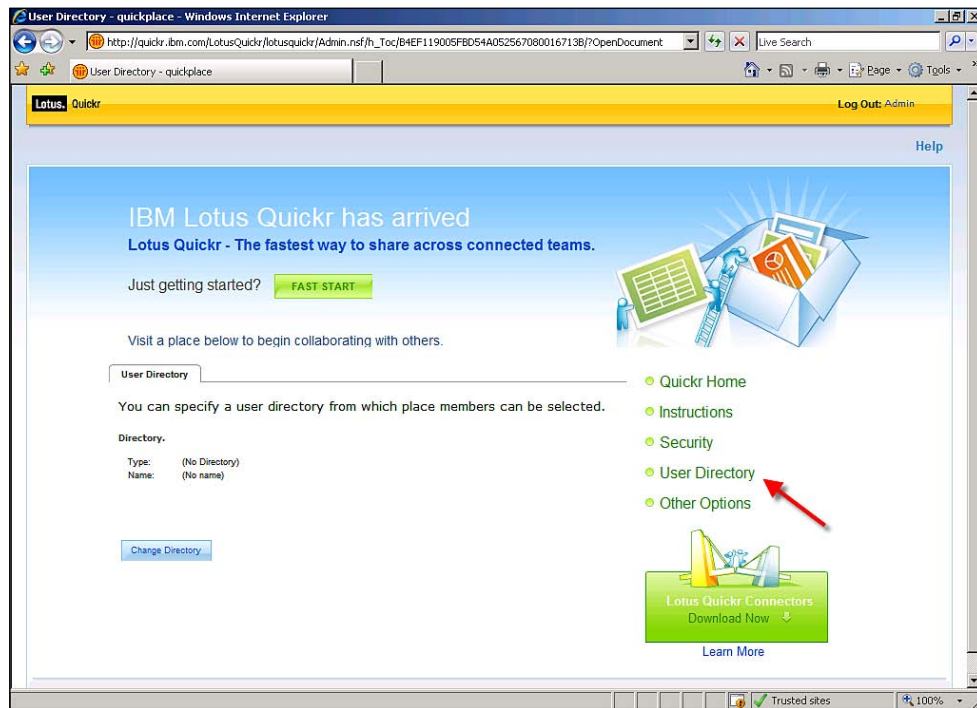 User Directory - quickplace - Windows Internet Explorer
http://quickr.ibm.com/LotusQuickr/lotusquickr/Admin.nsf/h_Toc/B4EF119005FBD54A052567080016713B/?OpenDocument
Live Search
User Directory - quickplace
Page
Tools
Lotus. Quickr
Log Out: Admin
Help
IBM Lotus Quickr has arrived
Lotus Quickr - The fastest way to share across connected teams.
Just getting started? FAST START
Visit a place below to begin collaborating with others.
User Directory
You can specify a user directory from which place members can be selected.
Directory.
Type: (No Directory)
Name: (No name)
Change Directory
Quickr Home
Instructions
Security
User Directory
Other Options
Lotus Quickr Connectors
Download Now
Learn More
Trusted sites
100%